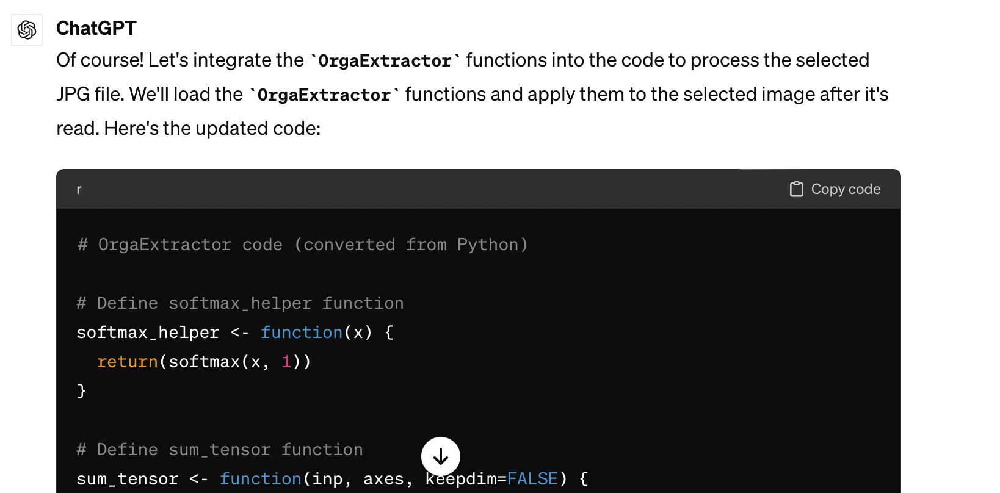 ChatGPT
Of course! Let's integrate the `OrgaExtractor` functions into the code to process the selected
JPG file. We'll load the `OrgaExtractor` functions and apply them to the selected image after it's
read. Here's the updated code:
r
Copy code
# OrgaExtractor code (converted from Python)
# Define softmax_helper function
softmax_helper <- function(x) {
  return(softmax(x, 1))
}
# Define sum_tensor function
sum_tensor <- function(inp, axes, keepdim=FALSE) {